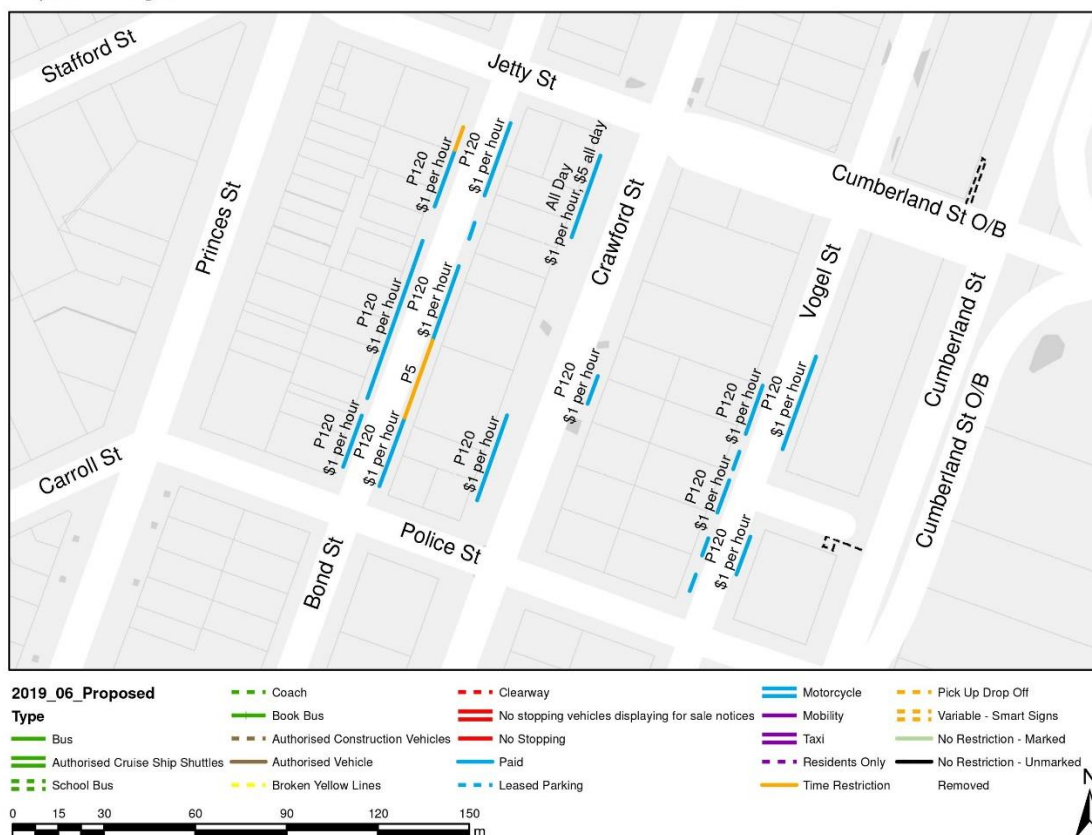 Stafford St
Jetty St
Princes St
P120
$1 per hour
P120
$1 per hour
All Day
$1 per hour, $5 all day
Crawford St
Cumberland St O/B
Vogel St
Cumberland St
Cumberland St O/B
P120
$1 per hour
P120
$1 per hour
P5
P120
$1 per hour
P120
$1 per hour
P120
$1 per hour
P120
$1 per hour
P120
$1 per hour
P120
$1 per hour
P120
$1 per hour
P120
$1 per hour
Carroll St
Police St
Bond St
2019_06_Proposed
Type
Bus
Authorised Cruise Ship Shuttles
School Bus
Coach
Book Bus
Authorised Construction Vehicles
Authorised Vehicle
Broken Yellow Lines
Clearway
No stopping vehicles displaying for sale notices
No Stopping
Paid
Leased Parking
Motorcycle
Mobility
Taxi
Residents Only
Time Restriction
Pick Up Drop Off
Variable - Smart Signs
No Restriction - Marked
No Restriction - Unmarked
Removed
0 15 30 60 90 120 150
m
N